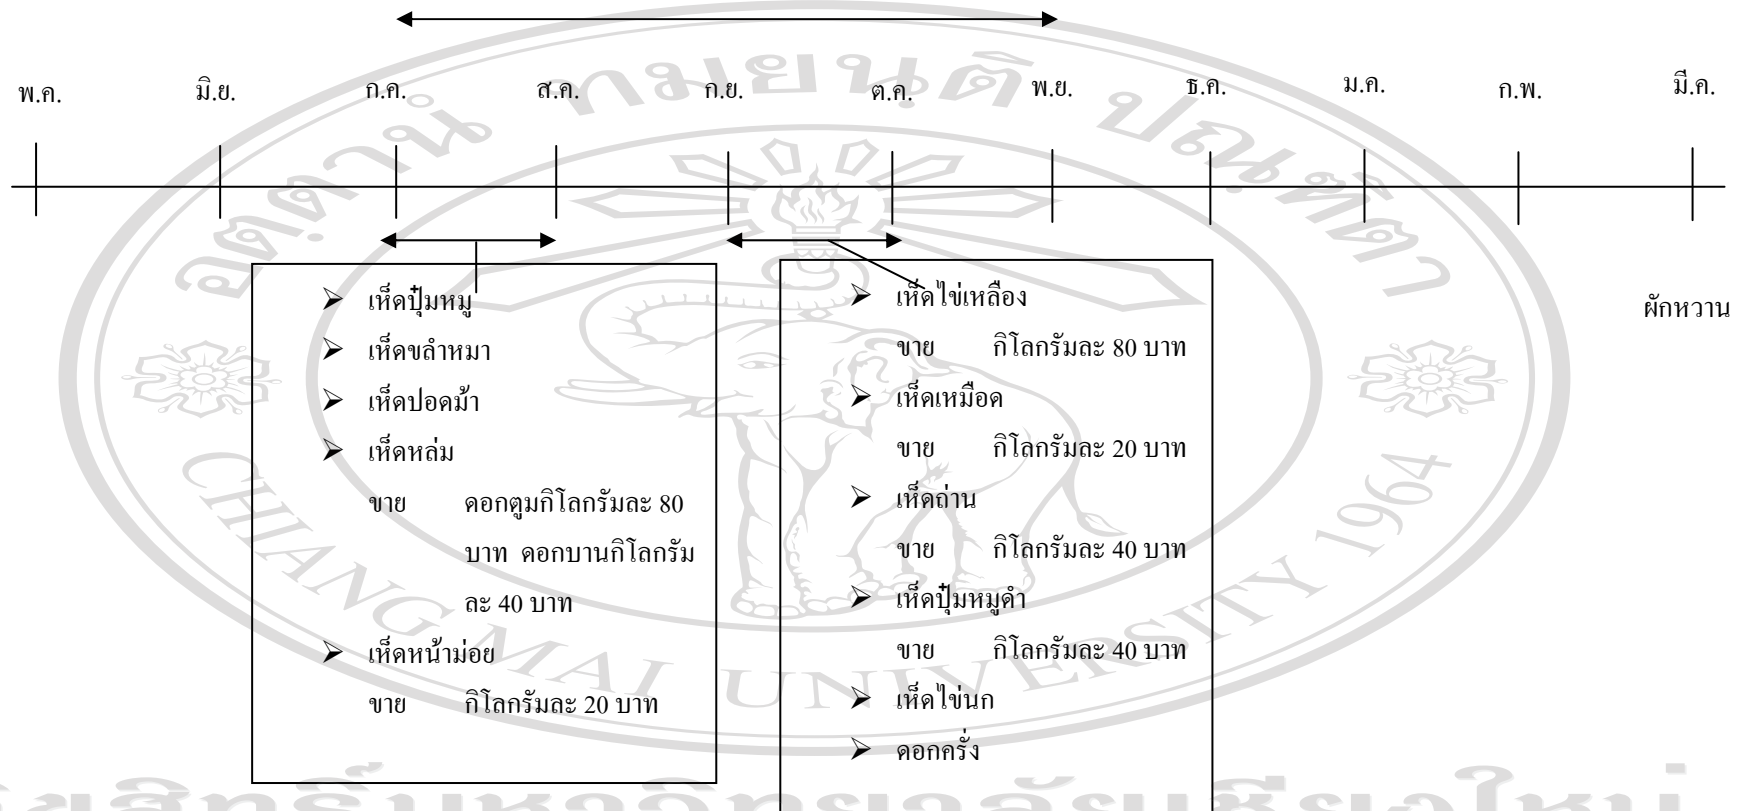 พ.ค. มิ.ย. ก.ค. ส.ค. ก.ย. ต.ค. พ.ย. ธ.ค. ม.ค. ก.พ. มี.ค.
เห็ดปุ๋มหมู
เห็ดขลำหมา
เห็ดปอดม้า
เห็ดหล่ม
ขาย ดอกตูมกิโลกรัมละ 80
บาท ดอกบานกิโลกรัม
ละ 40 บาท
เห็ดหน้าม่อย
ขาย กิโลกรัมละ 20 บาท
เห็ดไข่เหลือง
ขาย กิโลกรัมละ 80 บาท
เห็ดเหมือด
ขาย กิโลกรัมละ 20 บาท
เห็ดถ่าน
ขาย กิโลกรัมละ 40 บาท
เห็ดปุ๋มหมูดำ
ขาย กิโลกรัมละ 40 บาท
เห็ดไข่นก
ดอกครั่ง
ผักหวาน
CHIANG MAI UNIVERSITY 1964